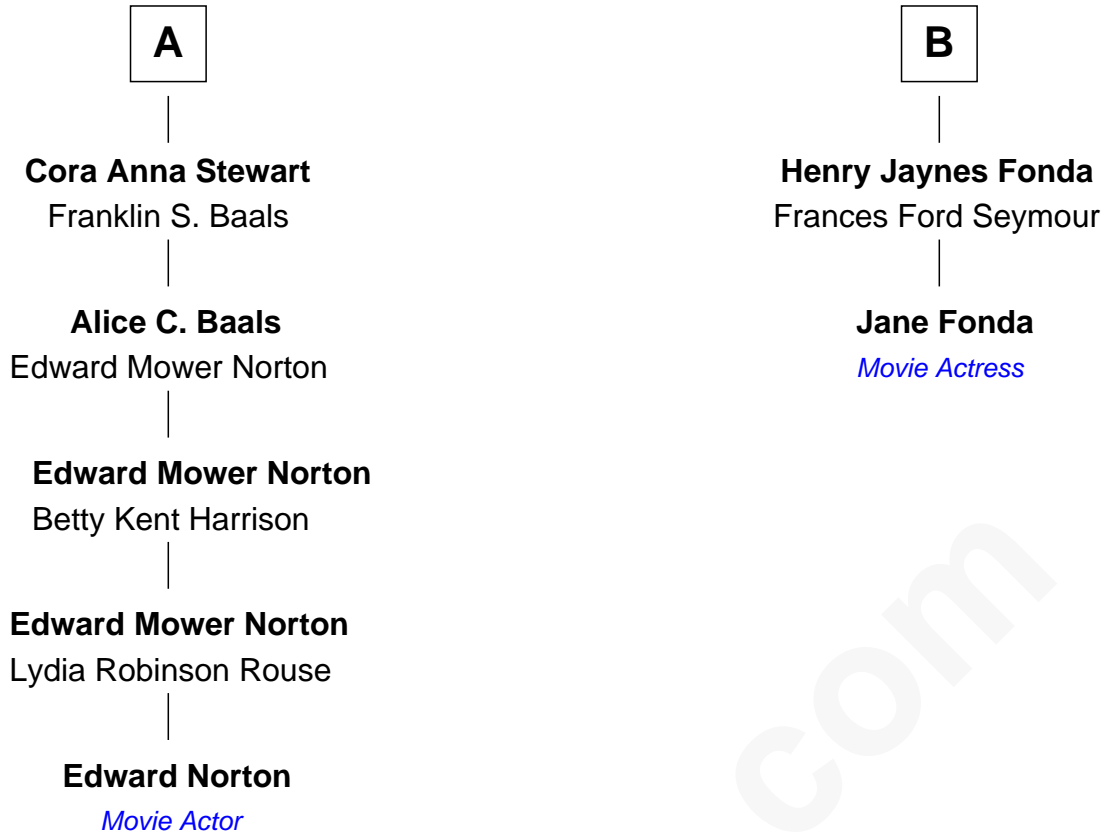 A
Cora Anna Stewart
Franklin S. Baals
Alice C. Baals
Edward Mower Norton
Edward Mower Norton
Betty Kent Harrison
Edward Mower Norton
Lydia Robinson Rouse
Edward Norton
Movie Actor
B
Henry Jaynes Fonda
Frances Ford Seymour
Jane Fonda
Movie Actress
com